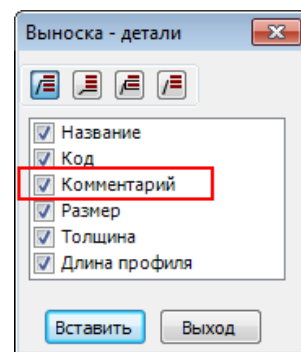 Выноска - детали
Название
Код
Комментарий
Размер
Толщина
Длина профиля
Вставить Выход